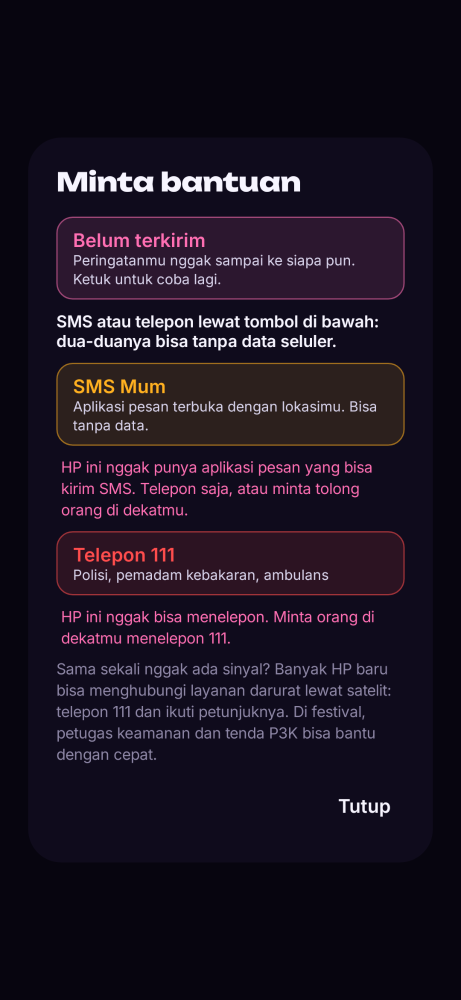 Minta bantuan
Belum terkirim
Peringatanmu nggak sampai ke siapa pun.
Ketuk untuk coba lagi.
SMS atau telepon lewat tombol di bawah:
dua-duanya bisa tanpa data seluler.
SMS Mum
Aplikasi pesan terbuka dengan lokasimu. Bisa
tanpa data.
HP ini nggak punya aplikasi pesan yang bisa
kirim SMS. Telepon saja, atau minta tolong
orang di dekatmu.
Telepon 111
Polisi, pemadam kebakaran, ambulans
HP ini nggak bisa menelepon. Minta orang di
dekatmu menelepon 111.
Sama sekali nggak ada sinyal? Banyak HP baru
bisa menghubungi layanan darurat lewat satelit:
telepon 111 dan ikuti petunjuknya. Di festival,
petugas keamanan dan tenda P3K bisa bantu
dengan cepat.
Tutup